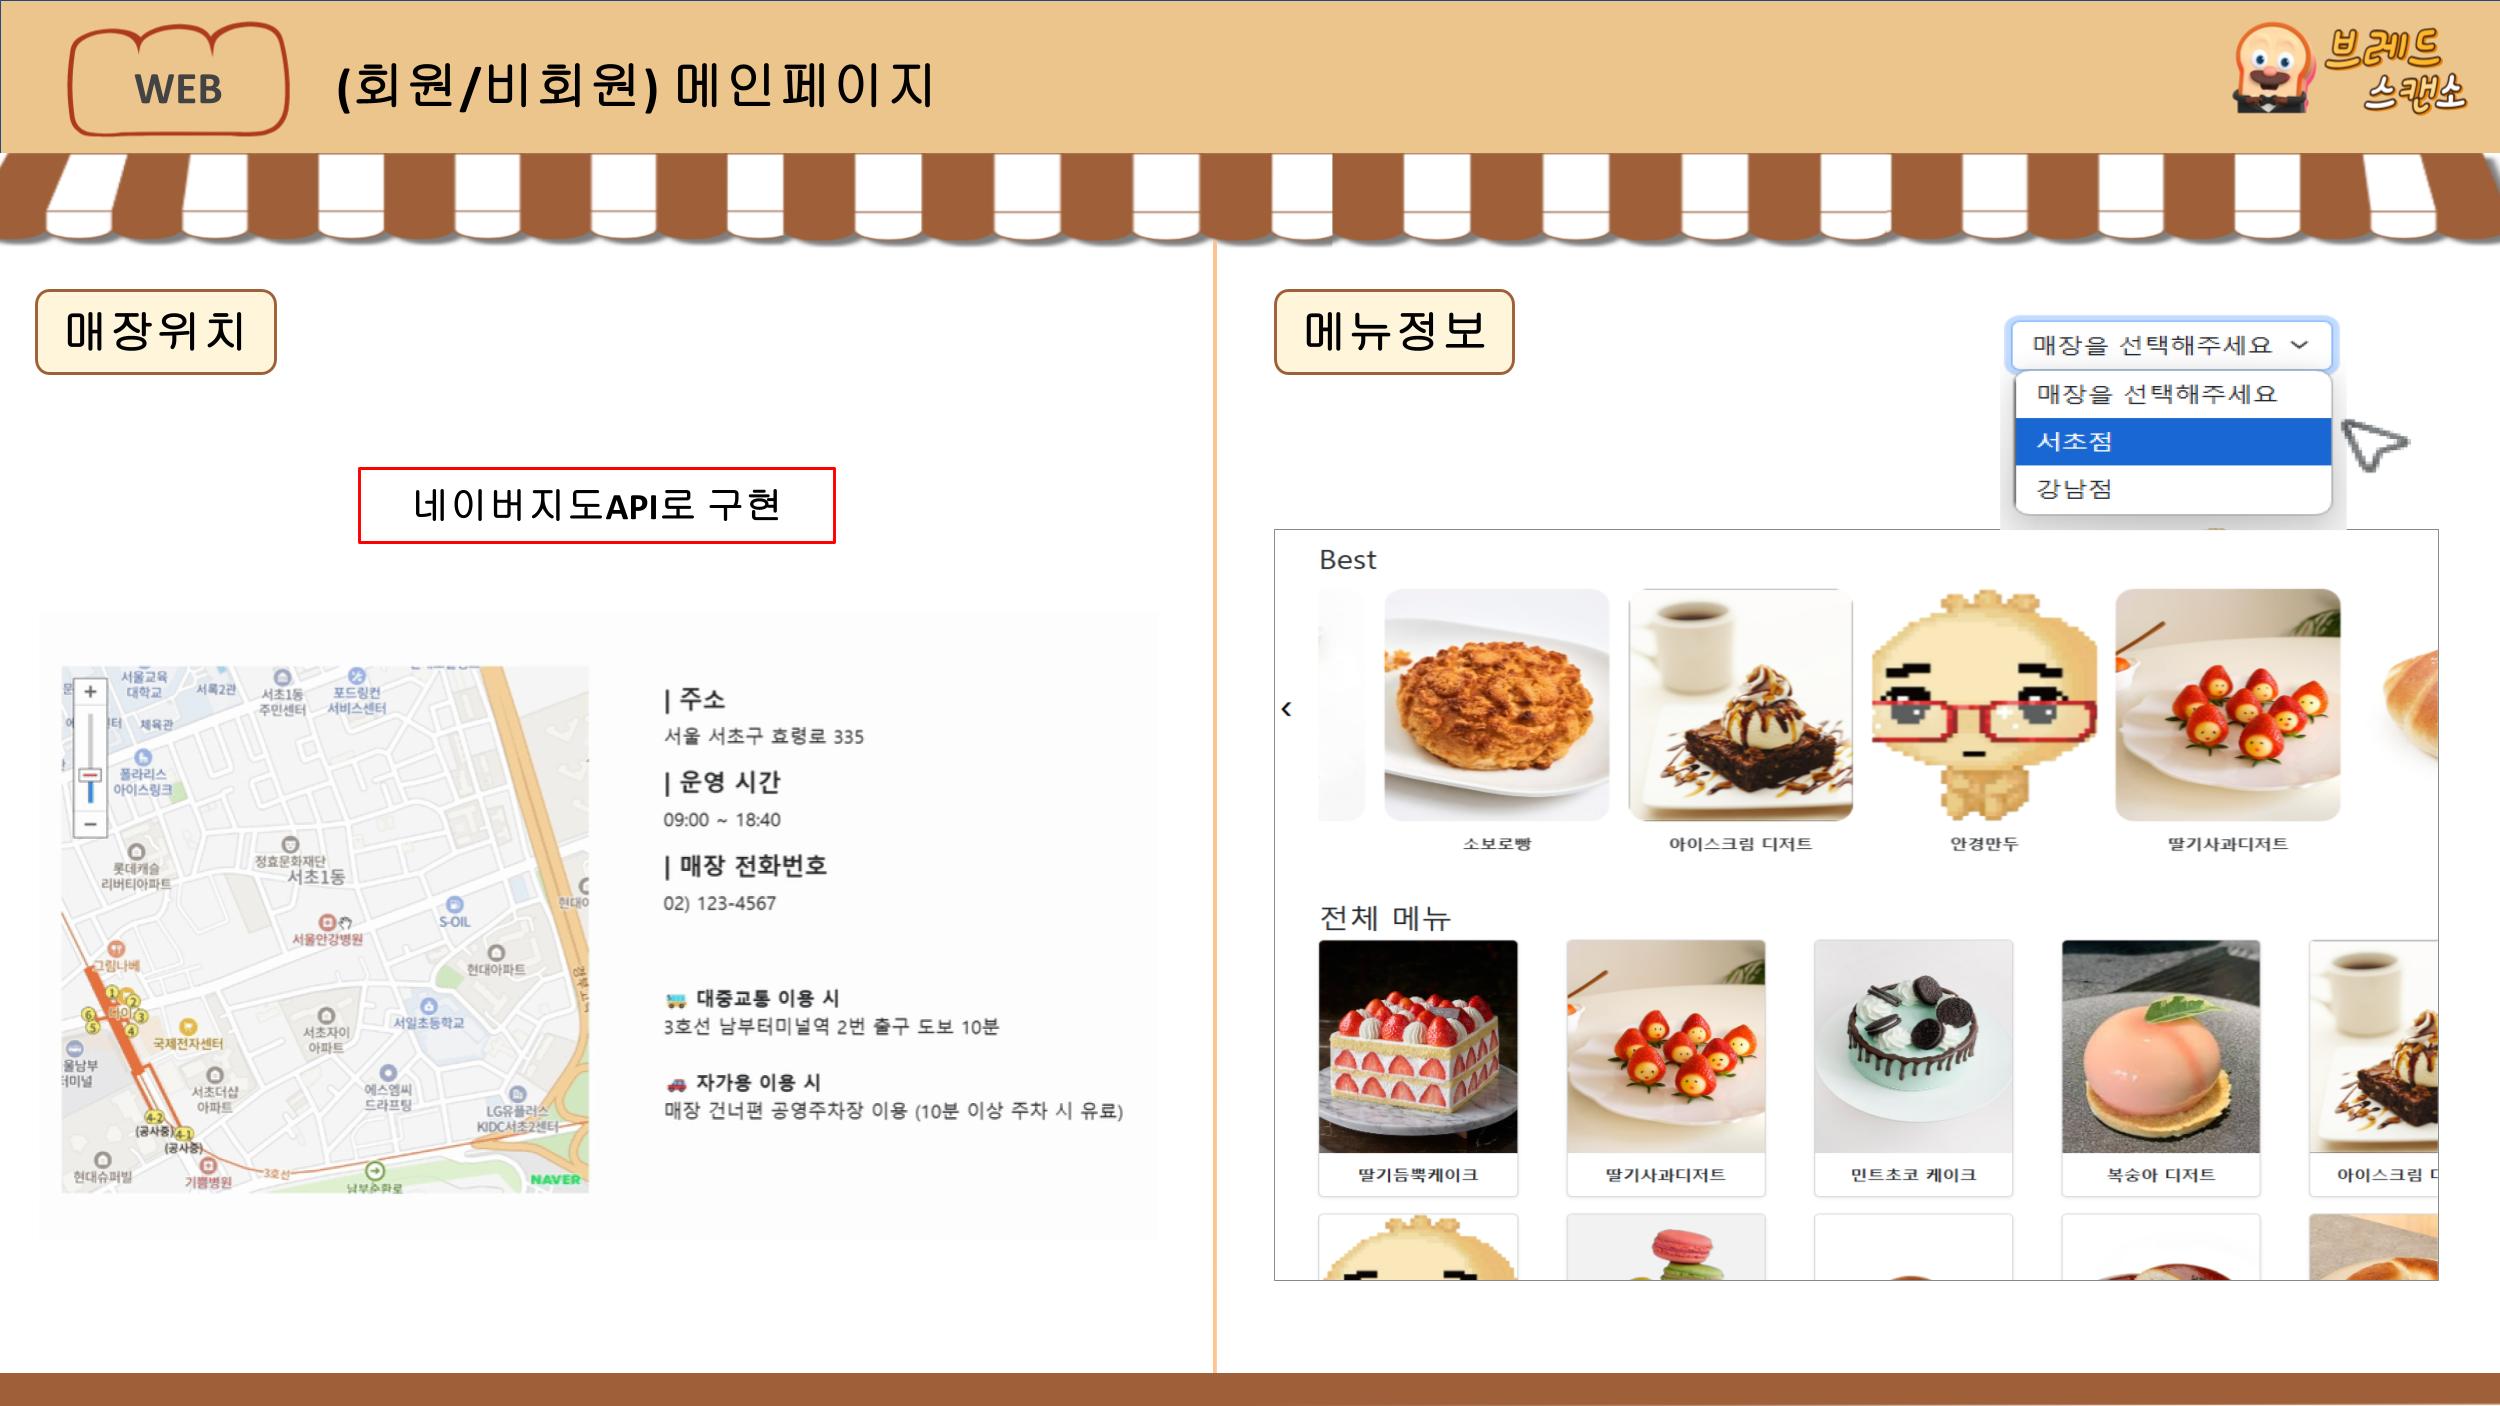 WEB
(회원/비회원) 메인페이지
브레드
스캔소
매장위치
네이버지도API로 구현
서울교육
대학교
서록2관
서초1동
주민센터
포드링컨
서비스센터
체육관
폴라리스
아이스링크
롯데캐슬
리버티아파트
정효문화재단
서초1동
S-OIL
서울안강병원
현대아파트
그림나베
1
2
3
4
5
6
국제전자센터
서초자이
아파트
서일초등학교
서초더샵
아파트
에스엠씨
드라프팅
LG유플러스
KIDC서초2센터
4-2
(공사중)
4-1
(공사중)
현대슈퍼빌
기쁨병원
3호선
남부순환로
NAVER
| 주소
서울 서초구 효령로 335
| 운영 시간
09:00 ~ 18:40
| 매장 전화번호
02) 123-4567
대중교통 이용 시
3호선 남부터미널역 2번 출구 도보 10분
자가용 이용 시
매장 건너편 공영주차장 이용 (10분 이상 주차 시 유료)
메뉴정보
매장을 선택해주세요
매장을 선택해주세요
서초점
강남점
Best
소보로빵
아이스크림 디저트
안경만두
딸기사과디저트
전체 메뉴
딸기듬뿍케이크
딸기사과디저트
민트초코 케이크
복숭아 디저트
아이스크림